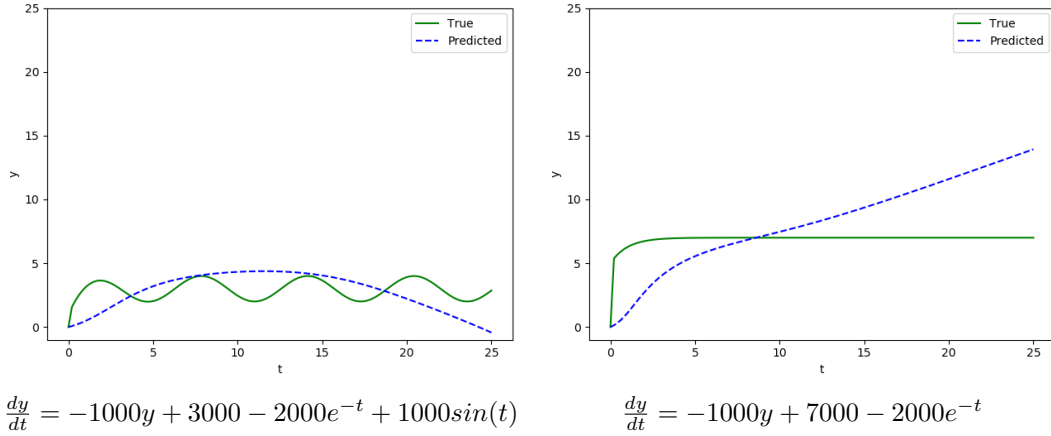 25
20
15
10
5
0
y
0 5 10 15 20 25
t
True
Predicted
25
20
15
10
5
0
y
0 5 10 15 20 25
t
True
Predicted
dy/dt = −1000y + 3000 − 2000e^{−t} + 1000sin(t)
dy/dt = −1000y + 7000 − 2000e^{−t}